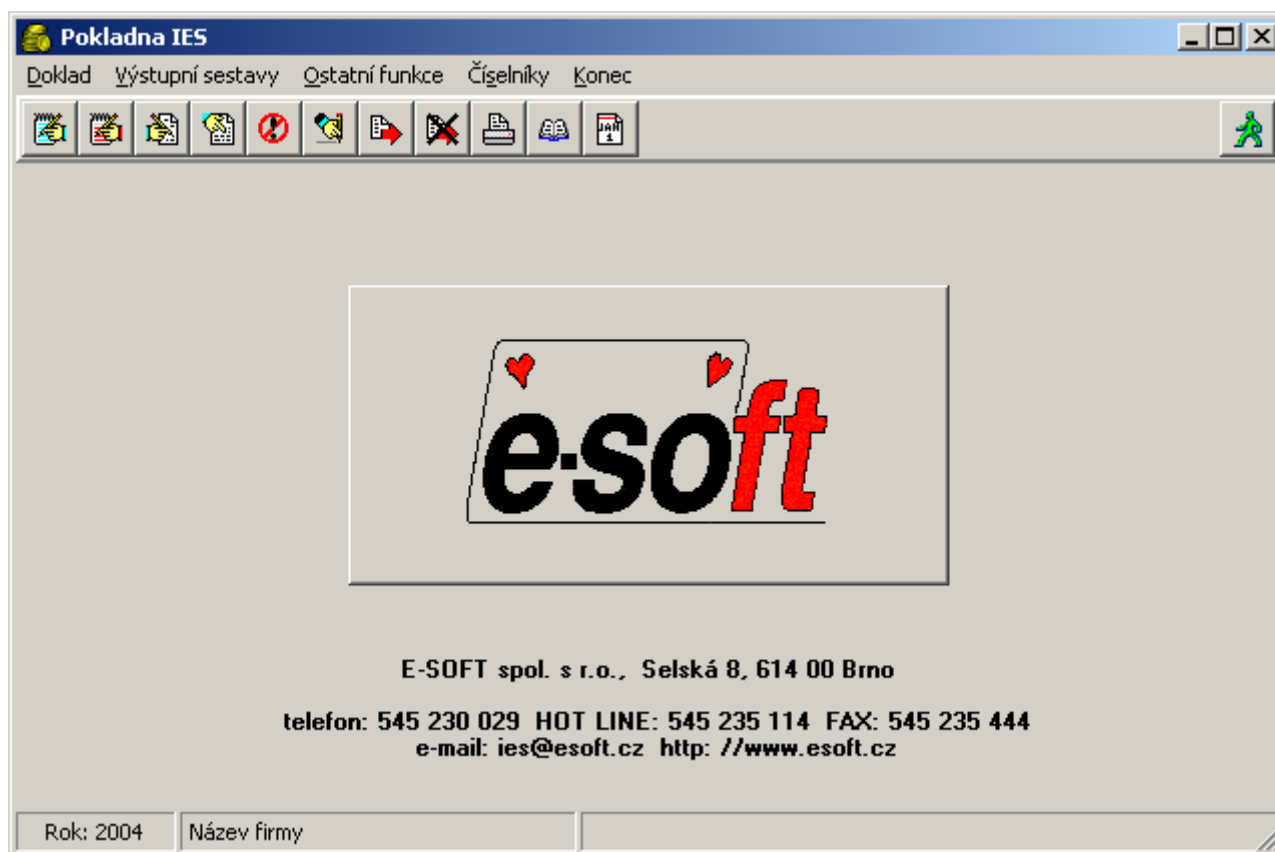 Pokladna IES
Doklad Výstupní sestavy Ostatní funkce Číselníky Konec
JAN
1
e-soft
E-SOFT spol. s r.o., Selská 8, 614 00 Brno
telefon: 545 230 029 HOT LINE: 545 235 114 FAX: 545 235 444
e-mail: ies@esoft.cz http: //www.esoft.cz
Rok: 2004 Název firmy